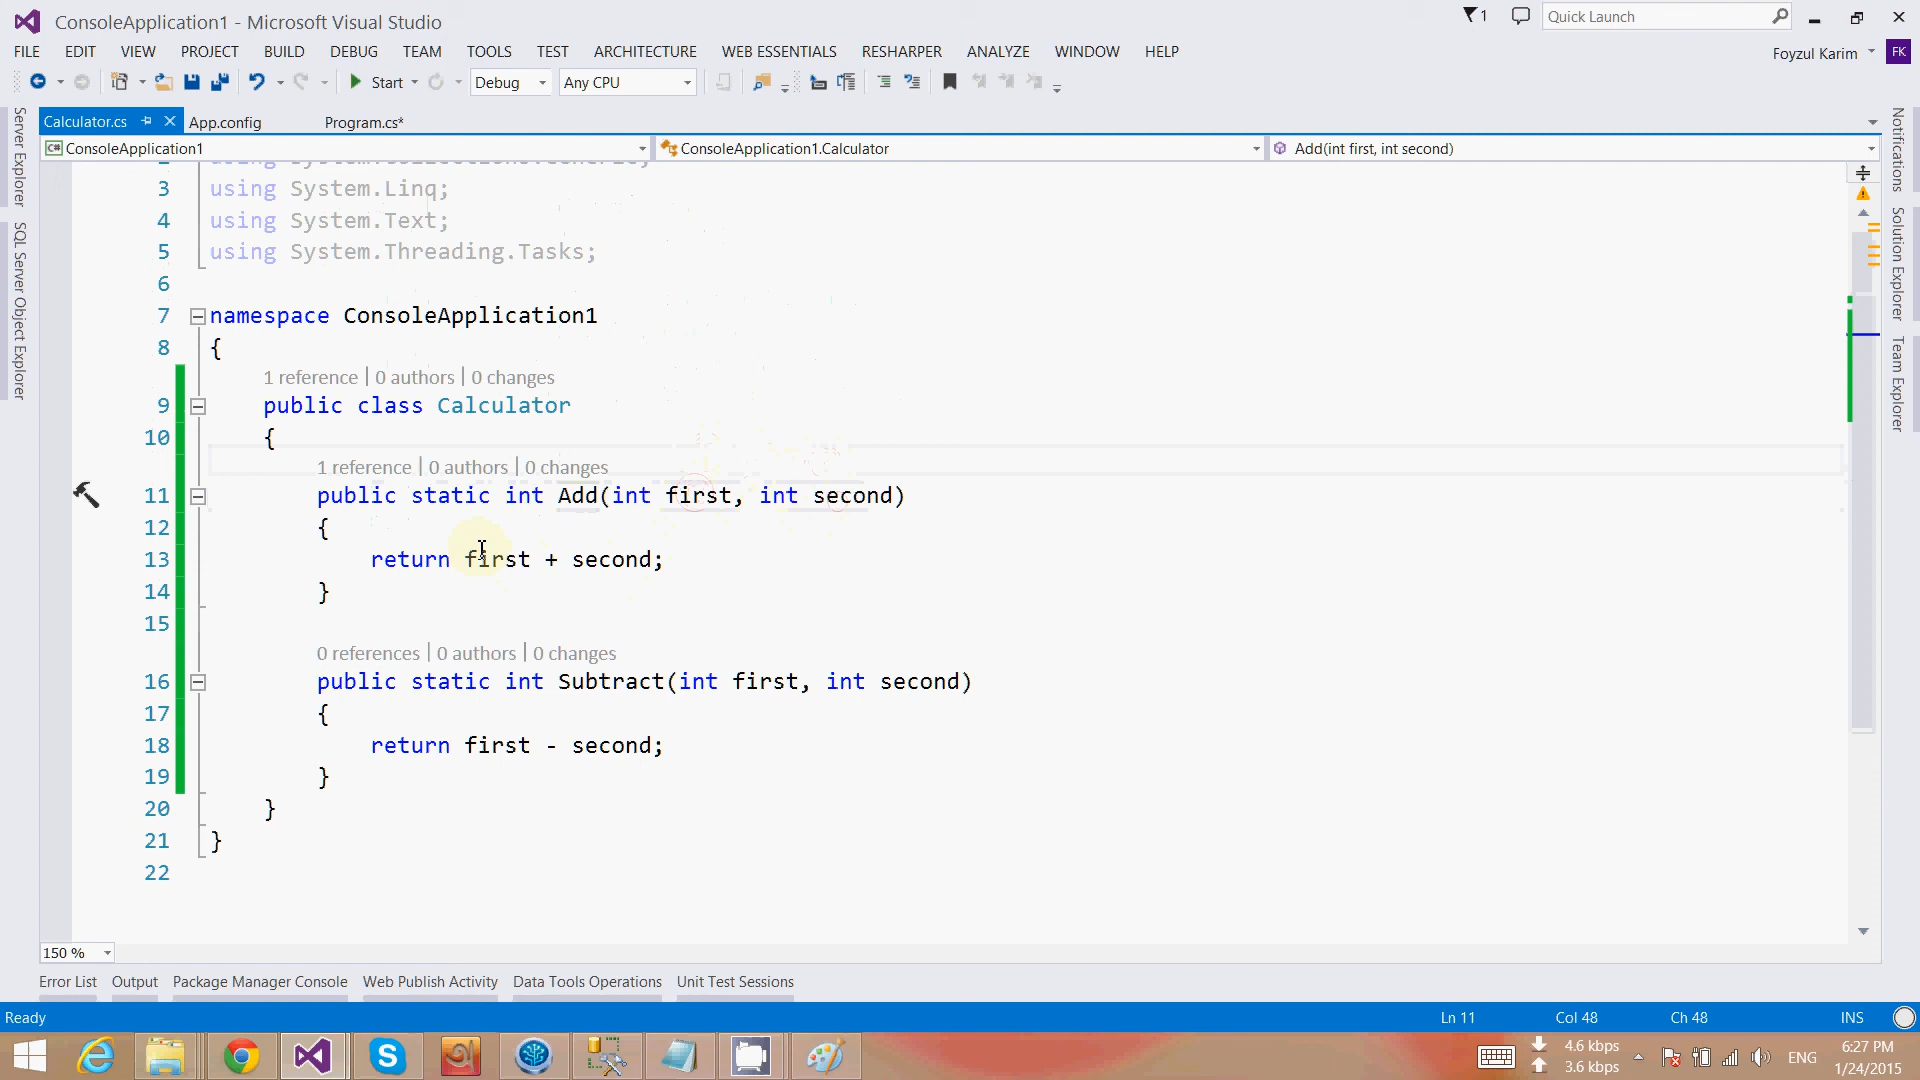 ConsoleApplication1 - Microsoft Visual Studio
1
Quick Launch
FILE EDIT VIEW PROJECT BUILD DEBUG TEAM TOOLS TEST ARCHITECTURE WEB ESSENTIALS RESHARPER ANALYZE WINDOW HELP
Foyzul Karim FK
Start Debug Any CPU
Server Explorer
SQL Server Object Explorer
Notifications
Solution Explorer
Team Explorer
Calculator.cs App.config Program.cs*
C# ConsoleApplication1 ConsoleApplication1.Calculator Add(int first, int second)
3 using System.Linq;
4 using System.Text;
5 using System.Threading.Tasks;
6
7 namespace ConsoleApplication1
8 {
1 reference | 0 authors | 0 changes
9 public class Calculator
10 {
1 reference | 0 authors | 0 changes
11 public static int Add(int first, int second)
12 {
13 return first + second;
14 }
15
0 references | 0 authors | 0 changes
16 public static int Subtract(int first, int second)
17 {
18 return first - second;
19 }
20 }
21 }
22
150 %
Error List Output Package Manager Console Web Publish Activity Data Tools Operations Unit Test Sessions
Ready Ln 11 Col 48 Ch 48 INS
4.6 kbps
3.6 kbps
ENG
6:27 PM
1/24/2015